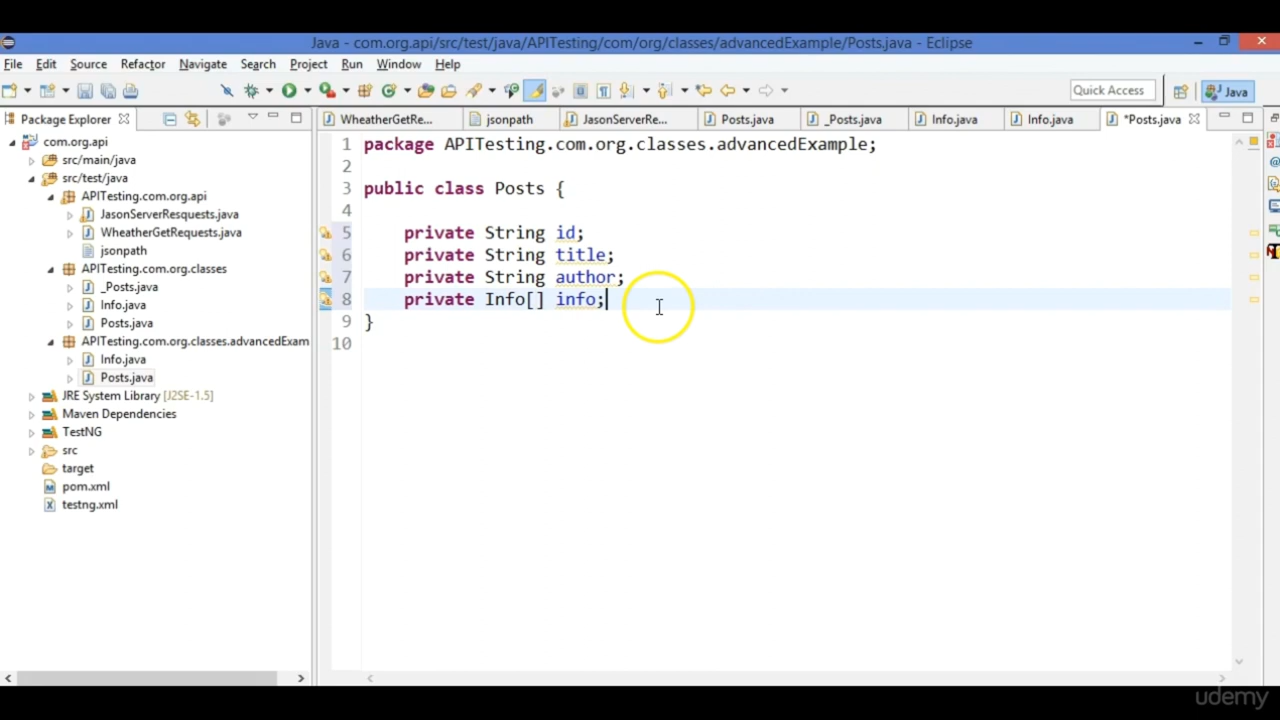 Java - com.org.api/src/test/java/APITesting/com/org/classes/advancedExample/Posts.java - Eclipse
File Edit Source Refactor Navigate Search Project Run Window Help
Quick Access
Java
Package Explorer
WheatherGetRe... jsonpath JasonServerRe... Posts.java _Posts.java Info.java Info.java *Posts.java
com.org.api
src/main/java
src/test/java
APITesting.com.org.api
JasonServerResquests.java
WheatherGetRequests.java
jsonpath
APITesting.com.org.classes
_Posts.java
Info.java
Posts.java
APITesting.com.org.classes.advancedExam
Info.java
Posts.java
JRE System Library [J2SE-1.5]
Maven Dependencies
TestNG
src
target
pom.xml
testng.xml
1 package APITesting.com.org.classes.advancedExample;
2
3 public class Posts {
4
5 private String id;
6 private String title;
7 private String author;
8 private Info[] info;
9 }
10
udemy